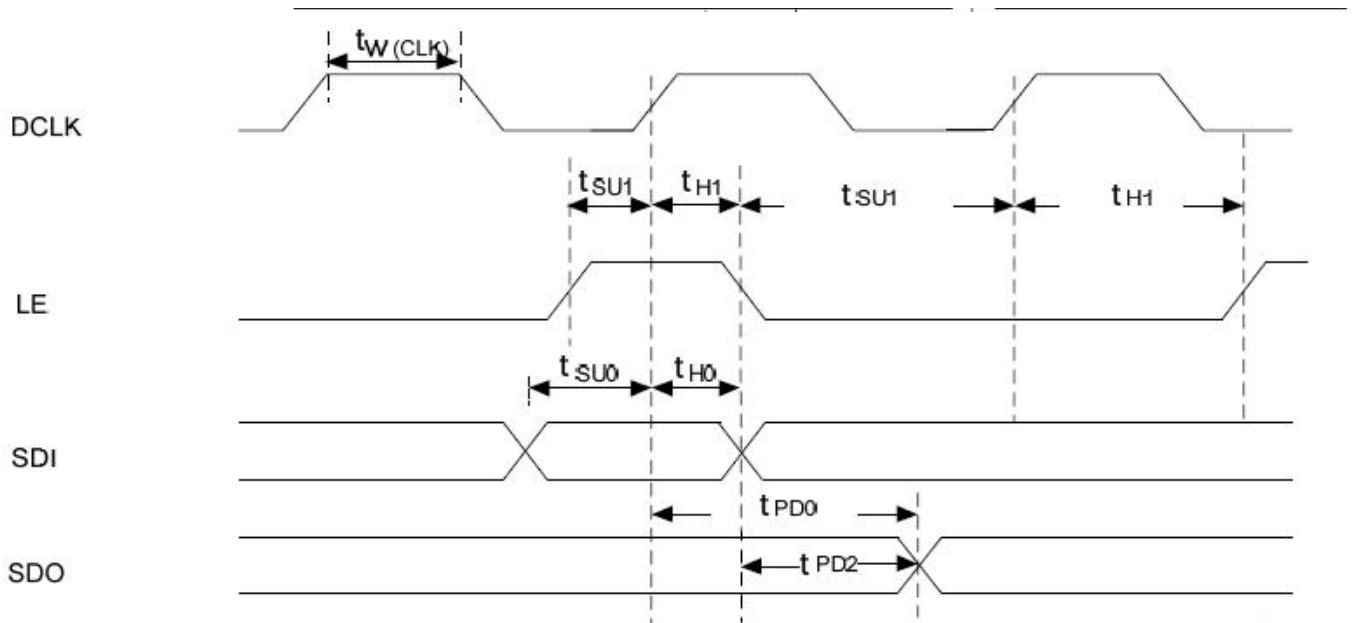 tW(CLK)
DCLK
tSU1 tH1 tSU1 tH1
LE
tSU0 tH0
SDI
tPD0
tPD2
SDO